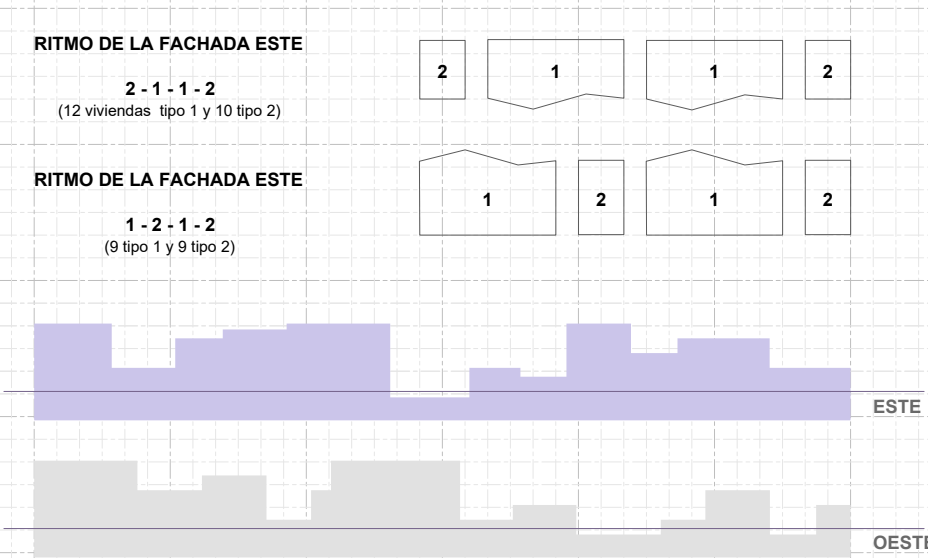 RITMO DE LA FACHADA ESTE
2 - 1 - 1 - 2
(12 viviendas tipo 1 y 10 tipo 2)
2 1 1 2
RITMO DE LA FACHADA ESTE
1 - 2 - 1 - 2
(9 tipo 1 y 9 tipo 2)
1 2 1 2
ESTE
OESTE